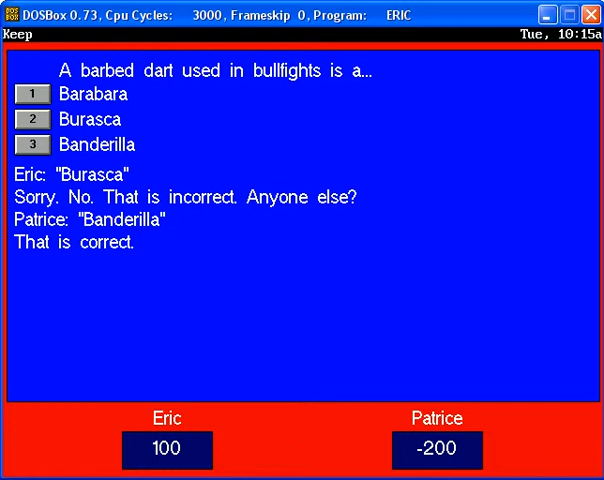 DOSBox 0.73, Cpu Cycles: 3000, Frameskip 0, Program: ERIC
Keep Tue, 10:15a
A barbed dart used in bullfights is a...
1 Barabara
2 Burasca
3 Banderilla
Eric: "Burasca"
Sorry. No. That is incorrect. Anyone else?
Patrice: "Banderilla"
That is correct.
Eric Patrice
100 -200